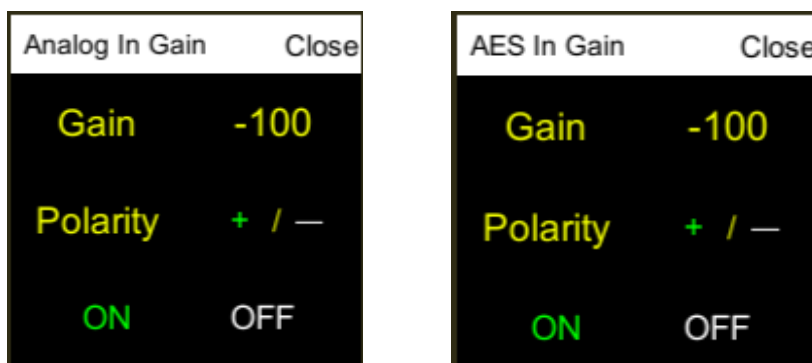 Analog In Gain Close
Gain -100
Polarity + / —
ON OFF
AES In Gain Close
Gain -100
Polarity + / —
ON OFF